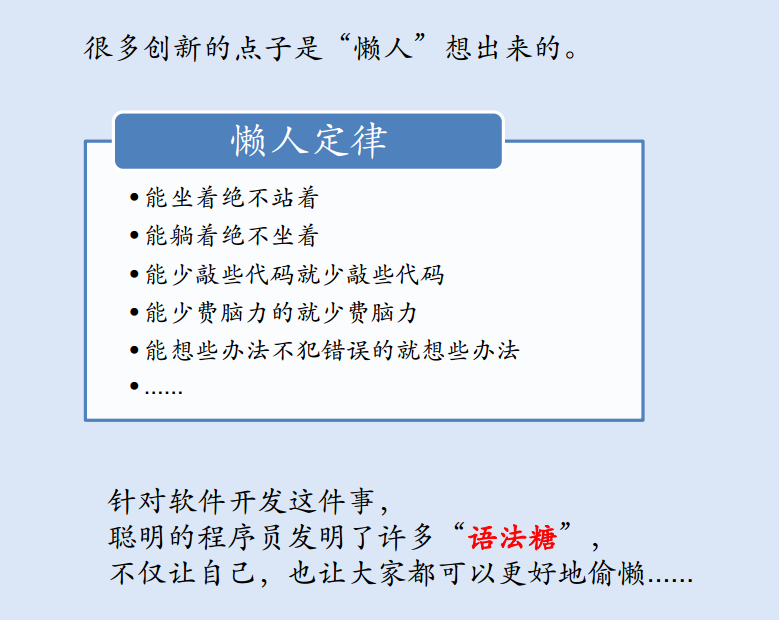 很多创新的点子是“懒人”想出来的。
懒人定律
•能坐着绝不站着
•能躺着绝不坐着
•能少敲些代码就少敲些代码
•能少费脑力的就少费脑力
•能想些办法不犯错误的就想些办法
•......
针对软件开发这件事，
聪明的程序员发明了许多“语法糖”，
不仅让自己，也让大家都可以更好地偷懒......